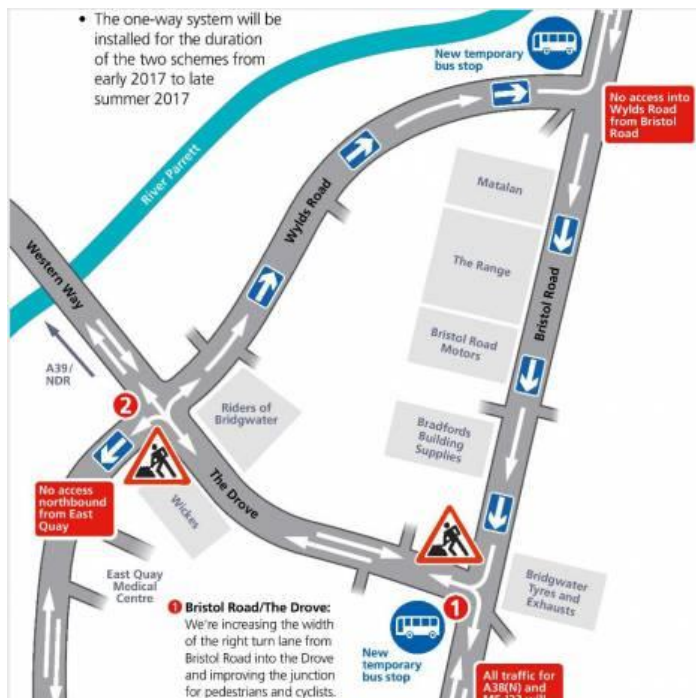 • The one-way system will be
installed for the duration
of the two schemes from
early 2017 to late
summer 2017
New temporary
bus stop
No access into
Wylds Road
from Bristol
Road
River Parrett
Matalan
Wylds Road
Western Way
The Range
Bristol Road
Bristol Road
Motors
A39/
NDR
2
Riders of
Bridgwater
Bradfords
Building
Supplies
No access
northbound
from East
Quay
Wickes
The Drove
East Quay
Medical
Centre
Bridgwater
Tyres and
Exhausts
1
1 Bristol Road/The Drove:
We're increasing the width
of the right turn lane from
Bristol Road into the Drove
and improving the junction
for pedestrians and cyclists.
New
temporary
bus stop
All traffic for
A38(N) and